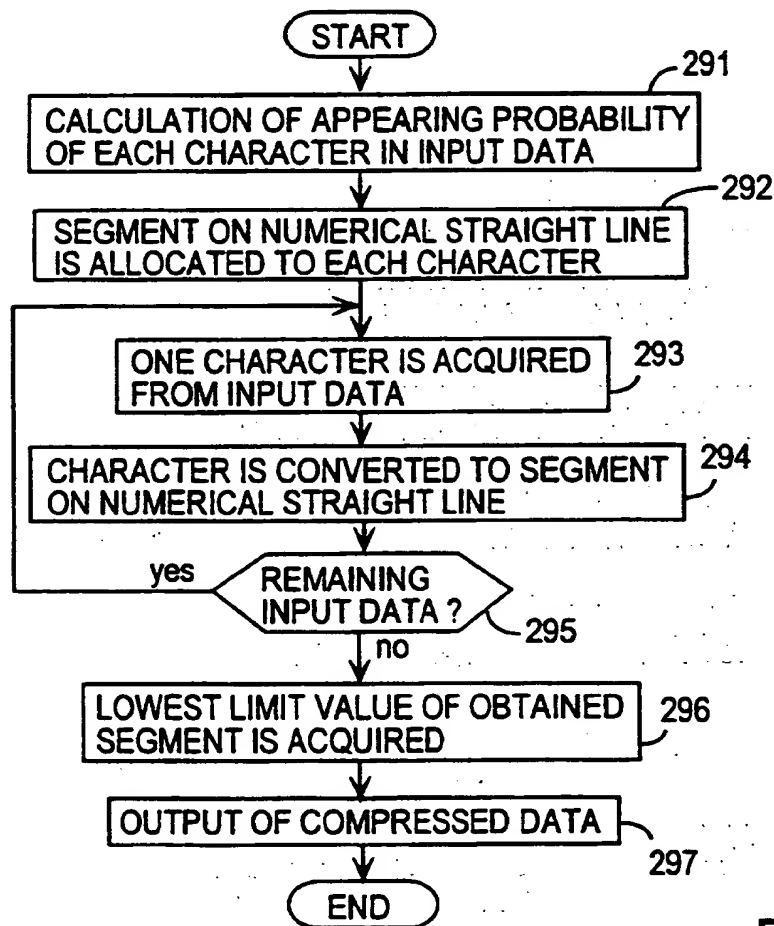 START
291
CALCULATION OF APPEARING PROBABILITY
OF EACH CHARACTER IN INPUT DATA
292
SEGMENT ON NUMERICAL STRAIGHT LINE
IS ALLOCATED TO EACH CHARACTER
ONE CHARACTER IS ACQUIRED
FROM INPUT DATA
293
CHARACTER IS CONVERTED TO SEGMENT
ON NUMERICAL STRAIGHT LINE
294
yes
REMAINING
INPUT DATA ?
295
no
LOWEST LIMIT VALUE OF OBTAINED
SEGMENT IS ACQUIRED
296
OUTPUT OF COMPRESSED DATA
297
END